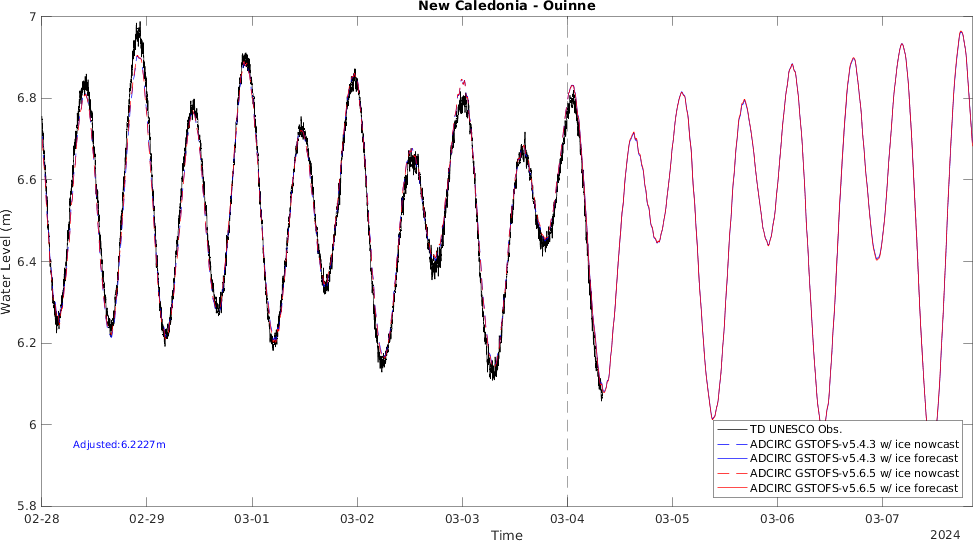 New Caledonia - Ouinne
7
6.8
6.6
6.4
6.2
6
5.8
Water Level (m)
Adjusted:6.2227m
TD UNESCO Obs.
ADCIRC GSTOFS-v5.4.3 w/ ice nowcast
ADCIRC GSTOFS-v5.4.3 w/ ice forecast
ADCIRC GSTOFS-v5.6.5 w/ ice nowcast
ADCIRC GSTOFS-v5.6.5 w/ ice forecast
02-28 02-29 03-01 03-02 03-03 03-04 03-05 03-06 03-07
Time
2024